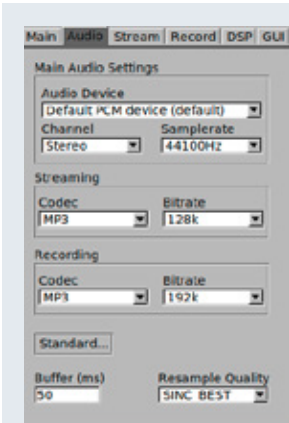 Main Audio Stream Record DSP GUI
Main Audio Settings
Audio Device
Default PCM device (default)
Channel Samplerate
Stereo 44100Hz
Streaming
Codec Bitrate
MP3 128k
Recording
Codec Bitrate
MP3 192k
Standard...
Buffer (ms) Resample Quality
50 SINC BEST